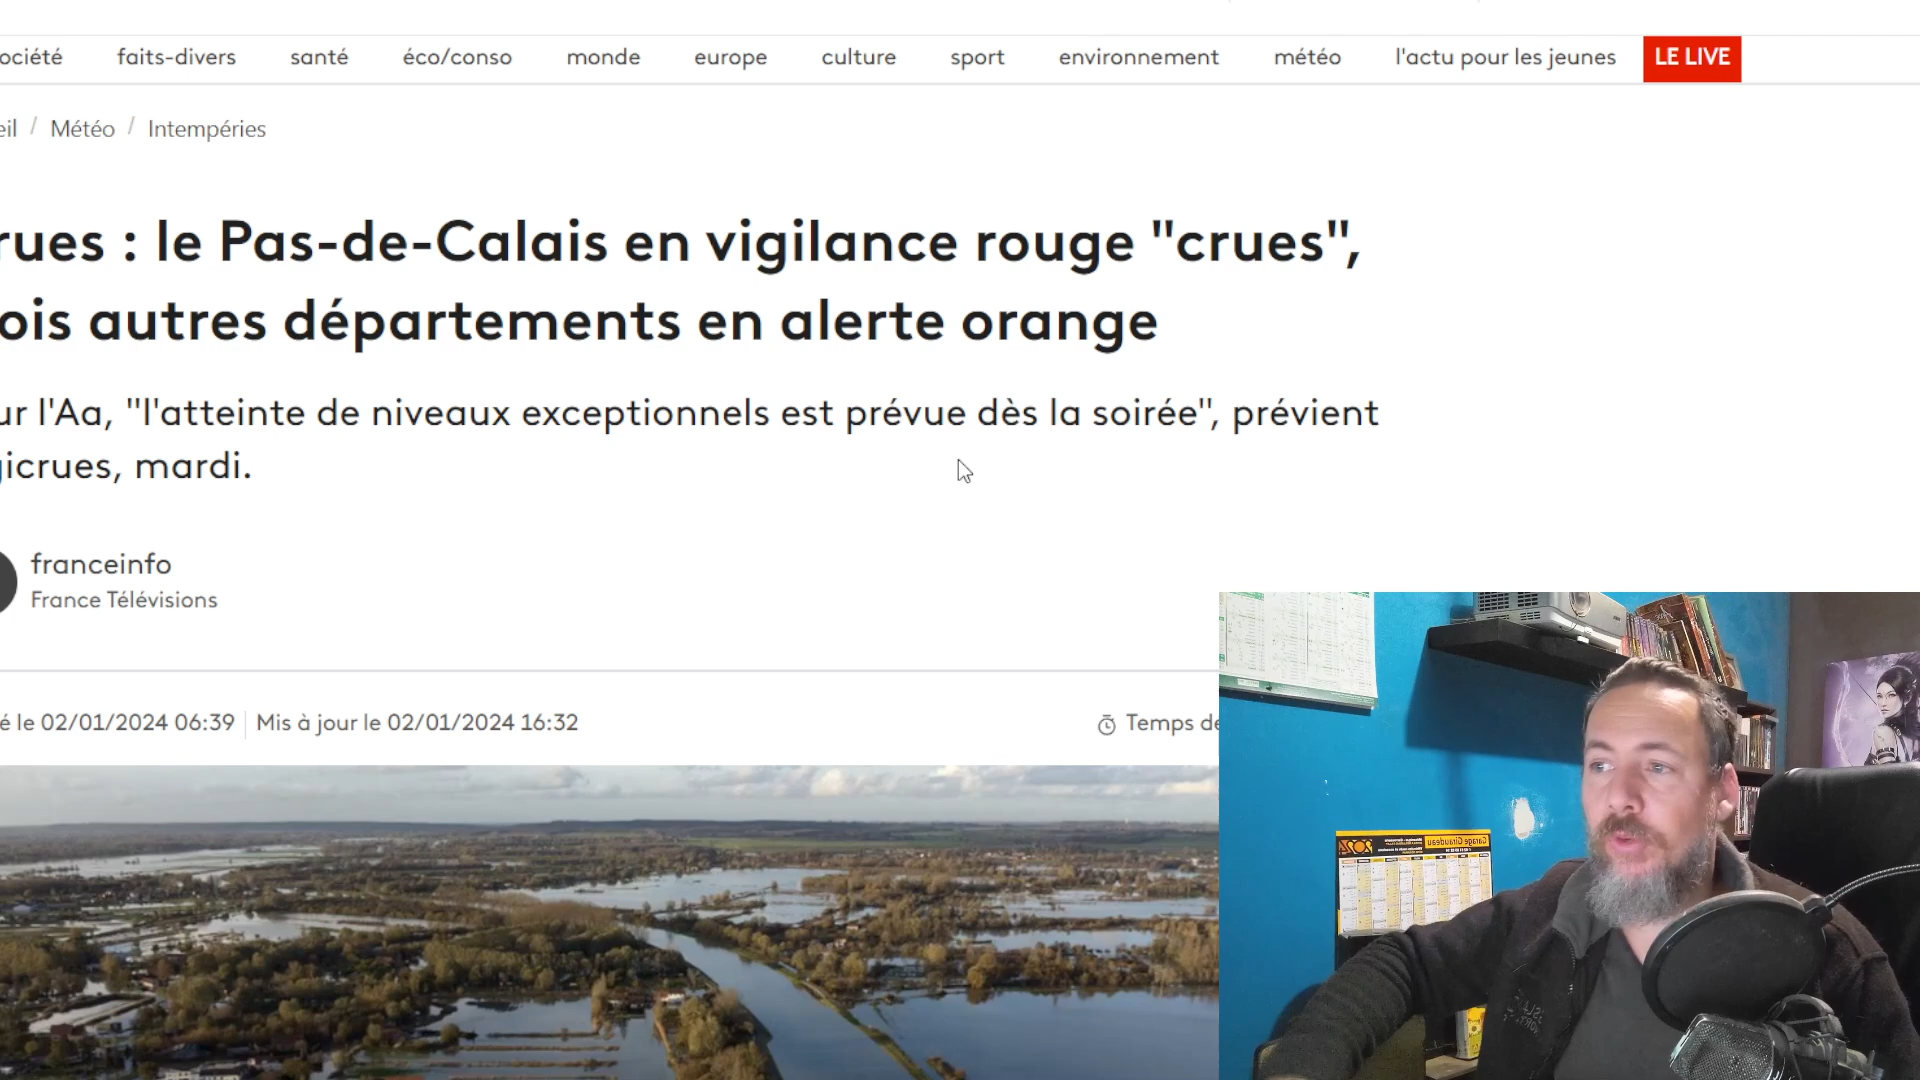 ociété faits-divers santé éco/conso monde europe culture sport environnement météo l'actu pour les jeunes LE LIVE
eil / Météo / Intempéries
rues : le Pas-de-Calais en vigilance rouge "crues",
ois autres départements en alerte orange
ur l'Aa, "l'atteinte de niveaux exceptionnels est prévue dès la soirée", prévient
gicrues, mardi.
franceinfo
France Télévisions
é le 02/01/2024 06:39 Mis à jour le 02/01/2024 16:32
Temps de
Garage Giraudeau